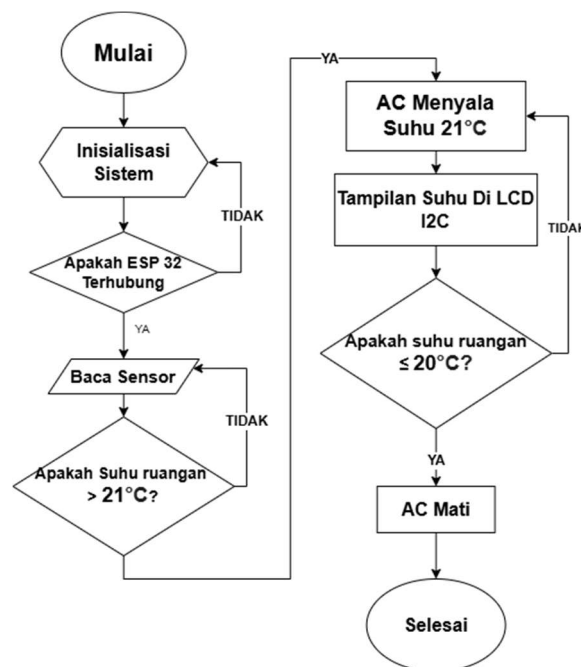 Mulai
Inisialisasi
Sistem
TIDAK
Apakah ESP 32
Terhubung
YA
Baca Sensor
TIDAK
Apakah Suhu ruangan
> 21°C?
YA
AC Menyala
Suhu 21°C
Tampilan Suhu Di LCD
I2C
TIDAK
Apakah suhu ruangan
≤ 20°C?
YA
AC Mati
Selesai